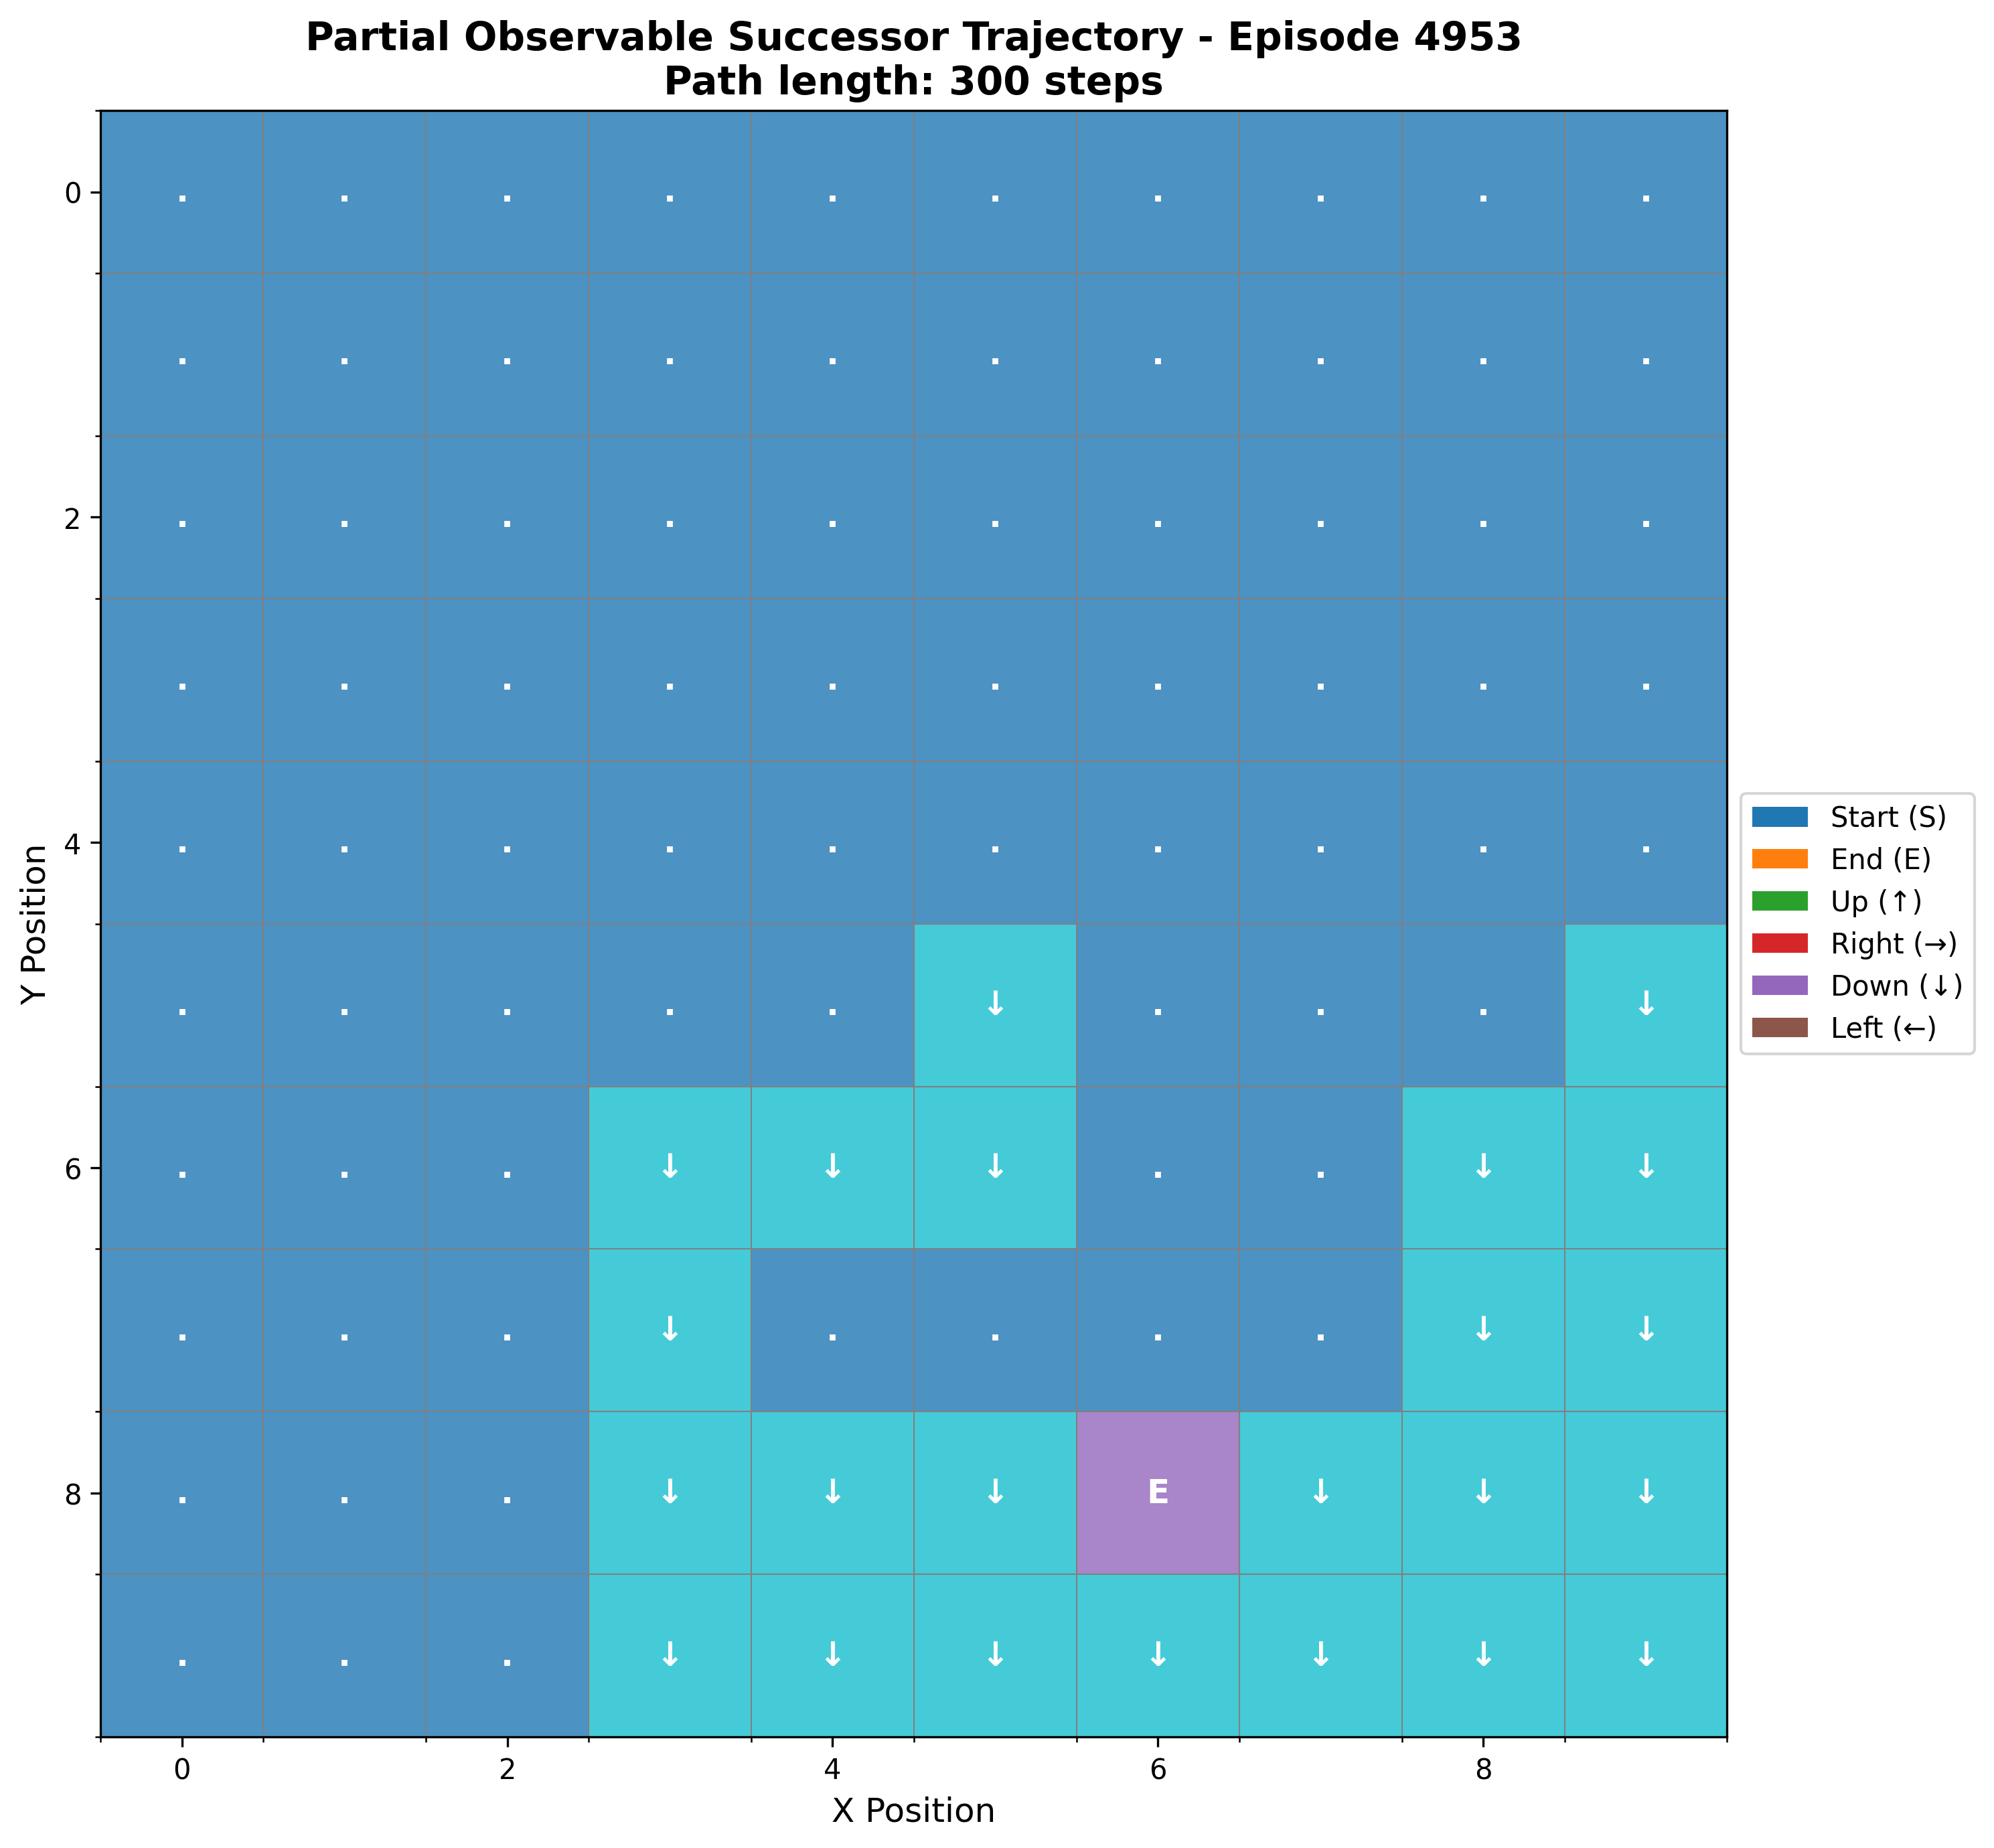 Partial Observable Successor Trajectory - Episode 4953
Path length: 300 steps
0 . . . . . . . . . .
. . . . . . . . . .
2 . . . . . . . . . .
. . . . . . . . . .
4 . . . . . . . . . .
. . . . . ↓ . . . ↓
6 . . . ↓ ↓ ↓ . . ↓ ↓
. . . ↓ . . . . ↓ ↓
8 . . . ↓ ↓ ↓ E ↓ ↓ ↓
. . . ↓ ↓ ↓ ↓ ↓ ↓ ↓
0 2 4 6 8
X Position
Y Position
Start (S)
End (E)
Up (↑)
Right (→)
Down (↓)
Left (←)